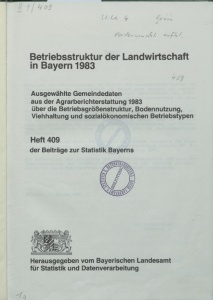 Betriebsstruktur der Landwirtschaft
in Bayern 1983
Ausgewählte Gemeindedaten
aus der Agrarberichterstattung 1983
über die Betriebsgrößenstruktur, Bodennutzung,
Viehhaltung und sozialökonomischen Betriebstypen
Heft 409
der Beiträge zur Statistik Bayerns
Herausgegeben vom Bayerischen Landesamt
für Statistik und Datenverarbeitung